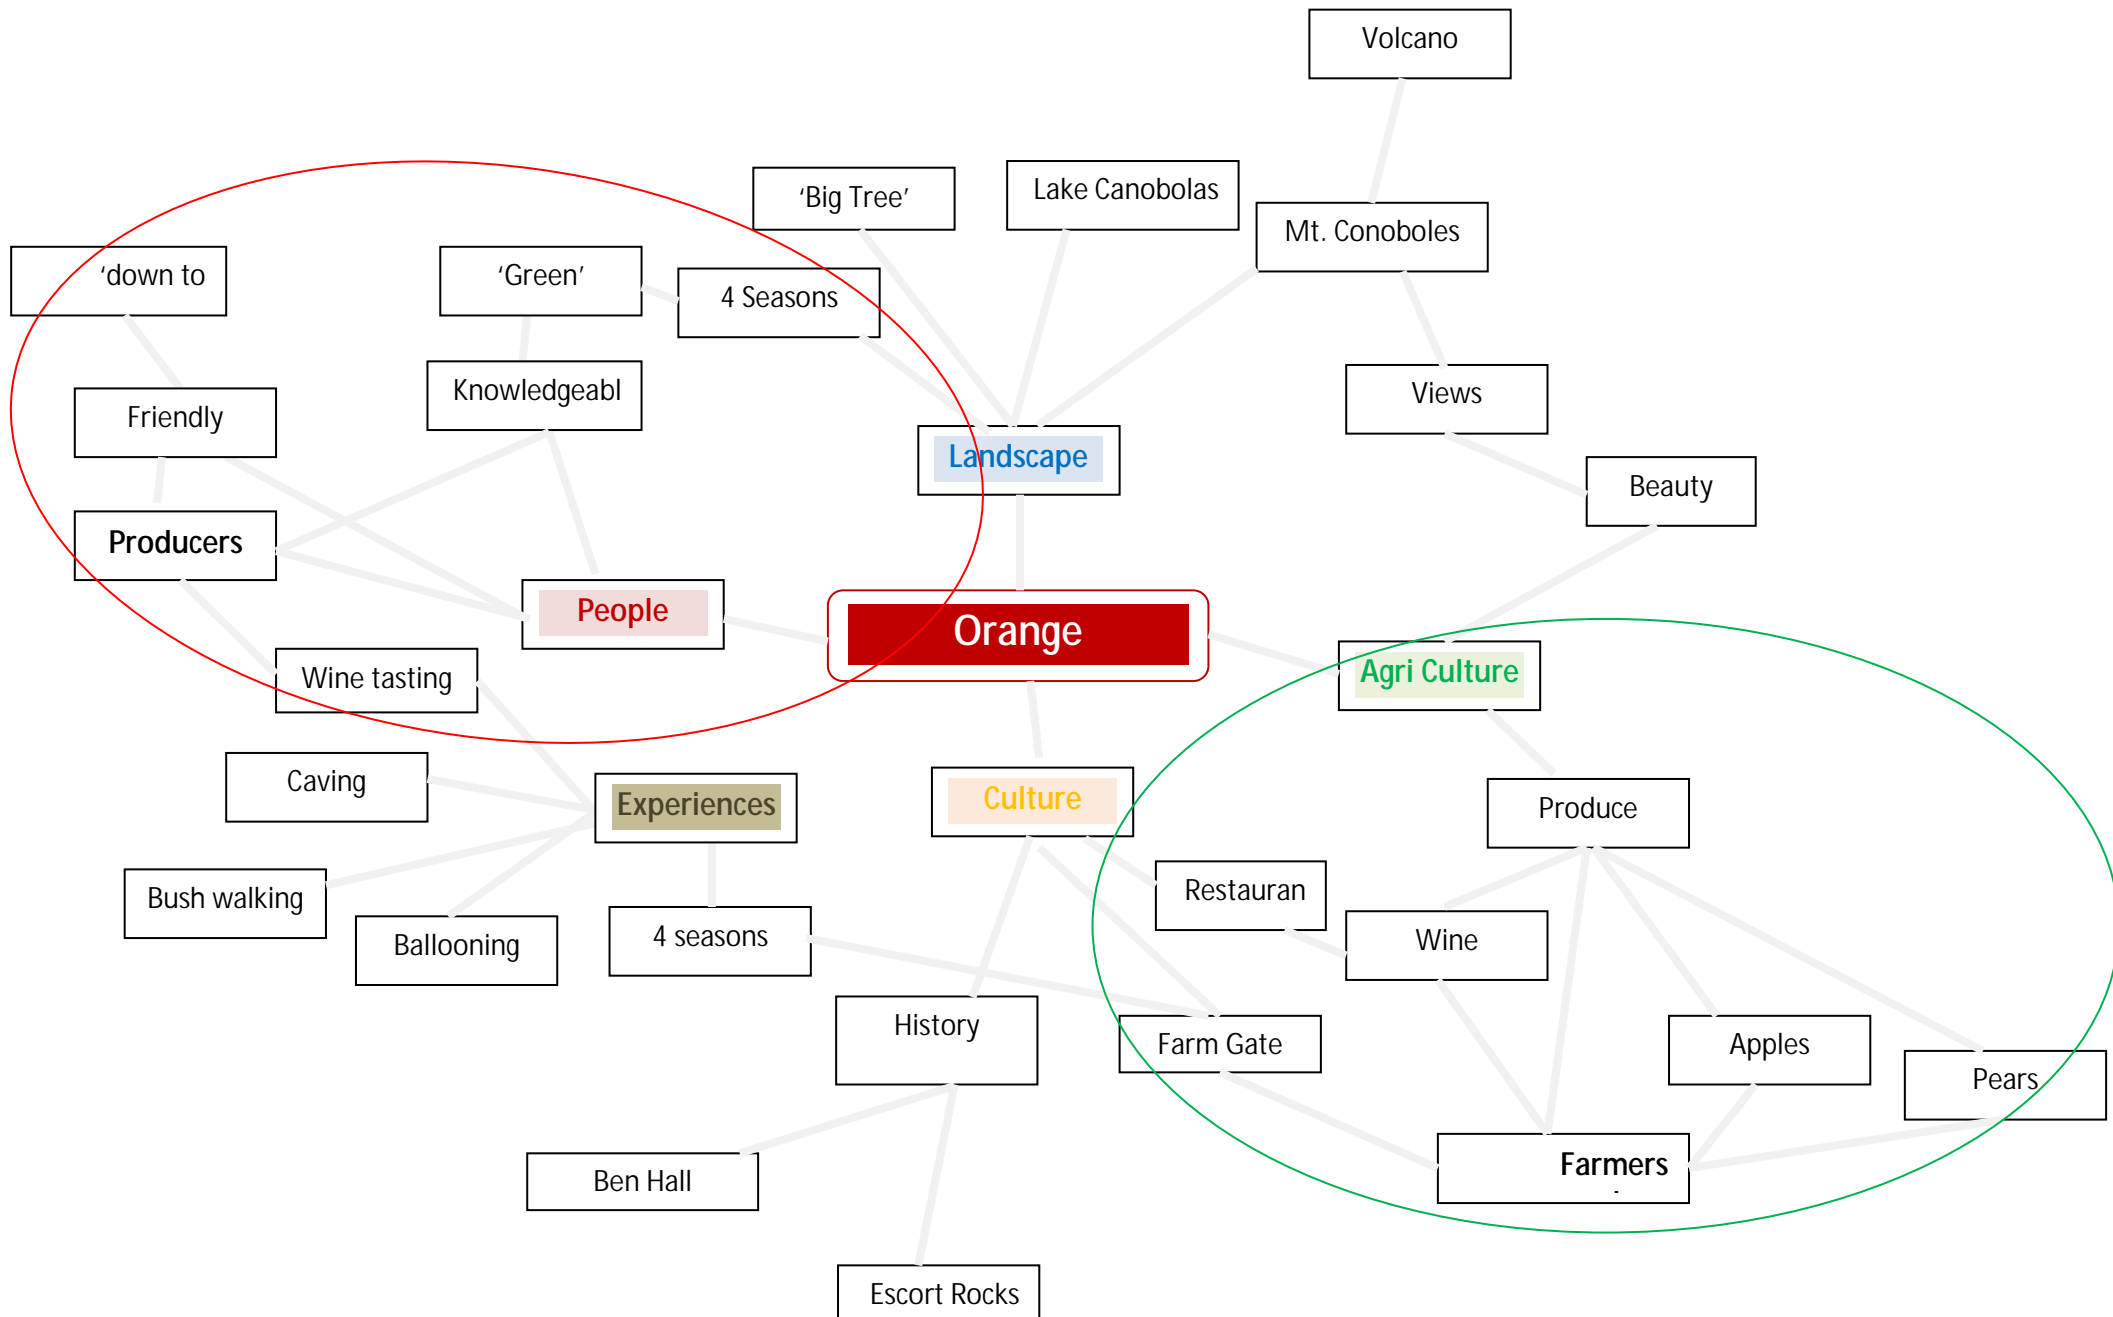 Volcano
‘Big Tree’
Lake Canobolas
Mt. Conoboles
‘down to
‘Green’
4 Seasons
Knowledgeabl
Views
Friendly
Landscape
Beauty
Producers
People
Orange
Agri Culture
Wine tasting
Caving
Experiences
Culture
Produce
Bush walking
Restauran
Ballooning
4 seasons
Wine
History
Farm Gate
Apples
Pears
Farmers
Ben Hall
Escort Rocks